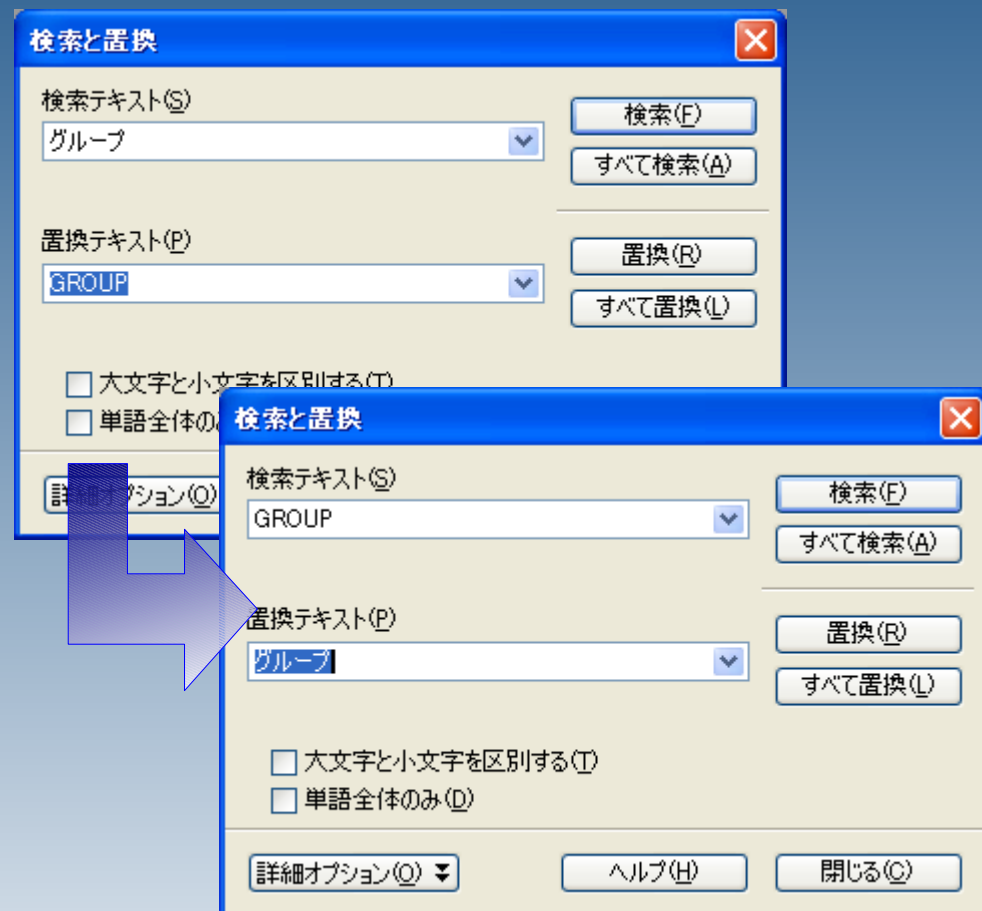 検索と置換
検索テキスト(S)
グループ
検索(F)
すべて検索(A)
置換テキスト(P)
GROUP
置換(R)
すべて置換(L)
大文字と小文字を区別する(T)
単語全体の
詳細オプション(O)
検索と置換
検索テキスト(S)
GROUP
検索(F)
すべて検索(A)
置換テキスト(P)
グループ
置換(R)
すべて置換(L)
大文字と小文字を区別する(T)
単語全体のみ(D)
詳細オプション(O)
ヘルプ(H)
閉じる(C)